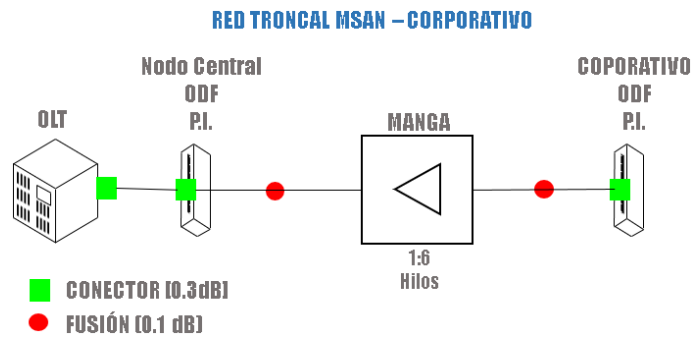 RED TRONCAL MSAN – CORPORATIVO
Nodo Central
ODF
P.I.
COPORATIVO
ODF
P.I.
OLT
MANGA
1:6
Hilos
CONECTOR [0.3dB]
FUSIÓN [0.1 dB)